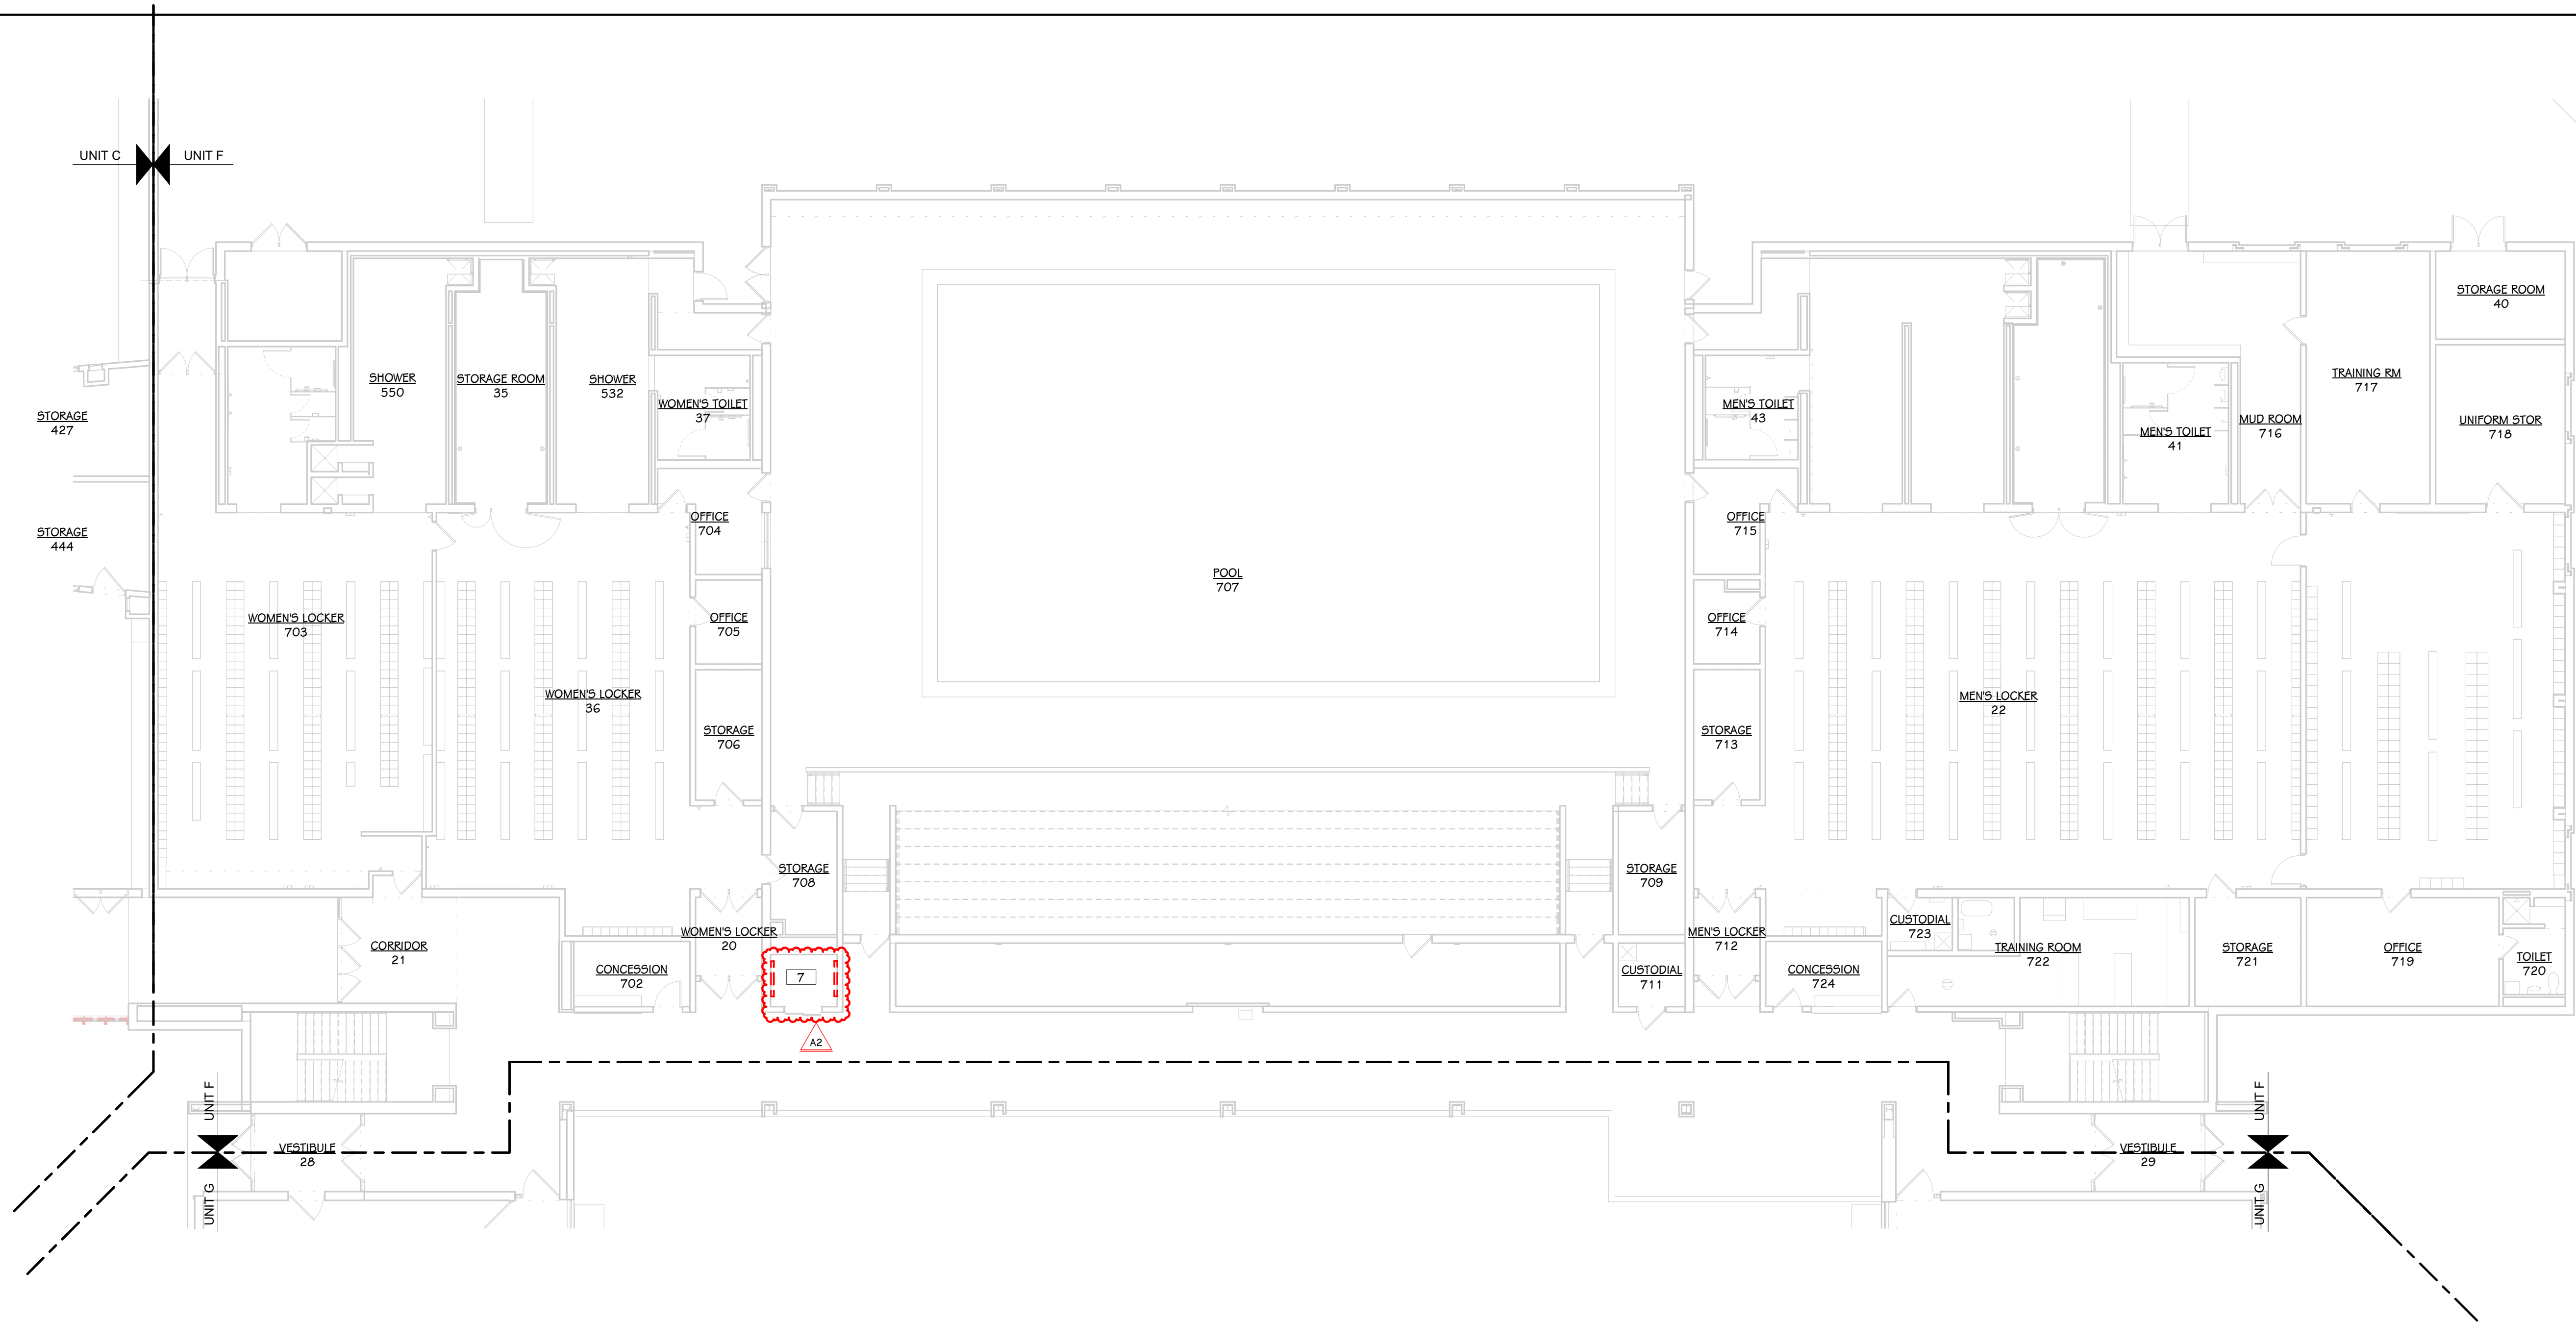 UNIT C
UNIT F
STORAGE
427
STORAGE
444
SHOWER
550
STORAGE ROOM
35
SHOWER
532
WOMEN'S TOILET
37
OFFICE
704
OFFICE
705
WOMEN'S LOCKER
703
WOMEN'S LOCKER
36
STORAGE
706
POOL
707
MEN'S TOILET
43
OFFICE
715
OFFICE
714
STORAGE
713
MEN'S LOCKER
22
MEN'S TOILET
41
MUD ROOM
716
TRAINING RM
717
STORAGE ROOM
40
UNIFORM STOR
718
STORAGE
708
STORAGE
709
CORRIDOR
21
CONCESSION
702
WOMEN'S LOCKER
20
7
A2
CUSTODIAL
711
MEN'S LOCKER
712
CONCESSION
724
CUSTODIAL
723
TRAINING ROOM
722
STORAGE
721
OFFICE
719
TOILET
720
UNIT F
UNIT G
VESTIBULE
28
VESTIBULE
29
UNIT F
UNIT G